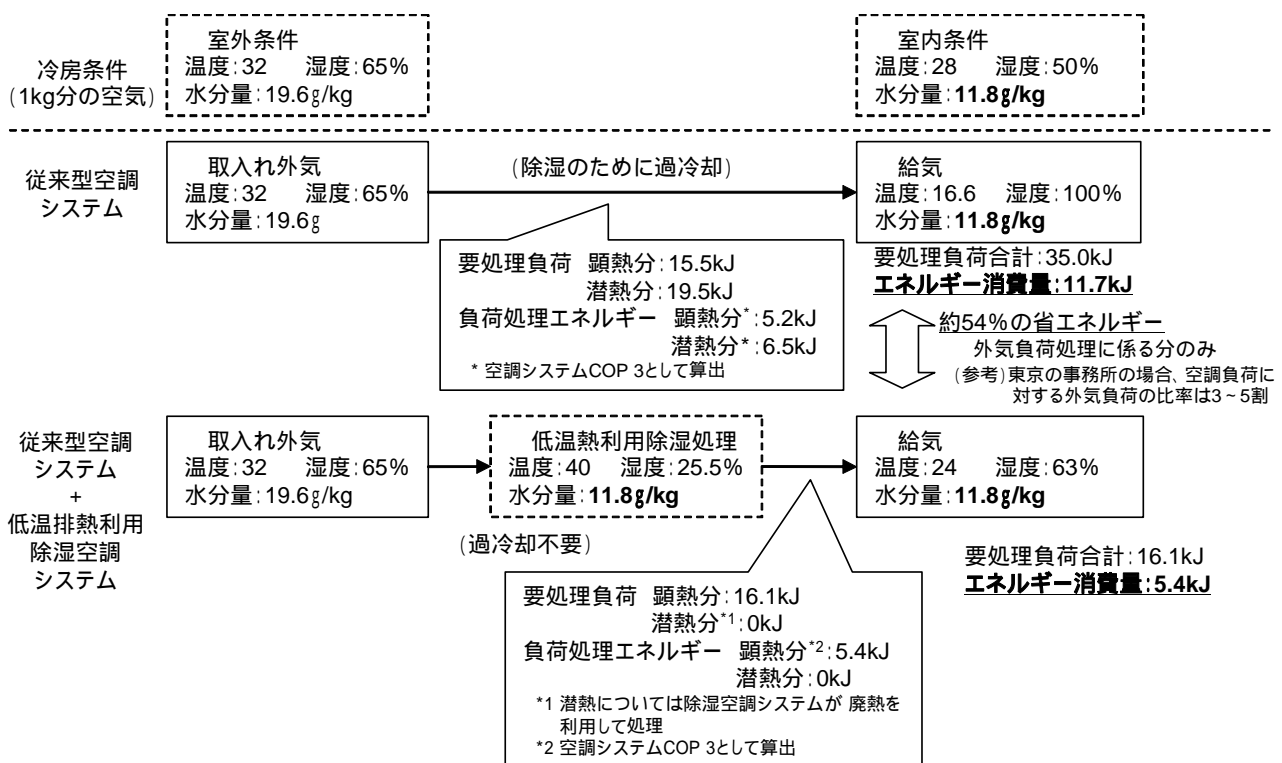 冷房条件
(1kg分の空気)
室外条件
温度:32 湿度:65%
水分量:19.6g/kg
室内条件
温度:28 湿度:50%
水分量:11.8g/kg
従来型空調
システム
取入れ外気
温度:32 湿度:65%
水分量:19.6g
(除湿のために過冷却)
給気
温度:16.6 湿度:100%
水分量:11.8g/kg
要処理負荷 顕熱分:15.5kJ
潜熱分:19.5kJ
負荷処理エネルギー 顕熱分*:5.2kJ
潜熱分*:6.5kJ
* 空調システムCOP 3として算出
要処理負荷合計:35.0kJ
エネルギー消費量:11.7kJ
約54%の省エネルギー
外気負荷処理に係る分のみ
(参考)東京の事務所の場合、空調負荷に
対する外気負荷の比率は3~5割
従来型空調
システム
+
低温排熱利用
除湿空調
システム
取入れ外気
温度:32 湿度:65%
水分量:19.6g/kg
低温熱利用除湿処理
温度:40 湿度:25.5%
水分量:11.8g/kg
(過冷却不要)
給気
温度:24 湿度:63%
水分量:11.8g/kg
要処理負荷 顕熱分:16.1kJ
潜熱分*1:0kJ
負荷処理エネルギー 顕熱分*2:5.4kJ
潜熱分:0kJ
*1 潜熱については除湿空調システムが 廃熱を
利用して処理
*2 空調システムCOP 3として算出
要処理負荷合計:16.1kJ
エネルギー消費量:5.4kJ